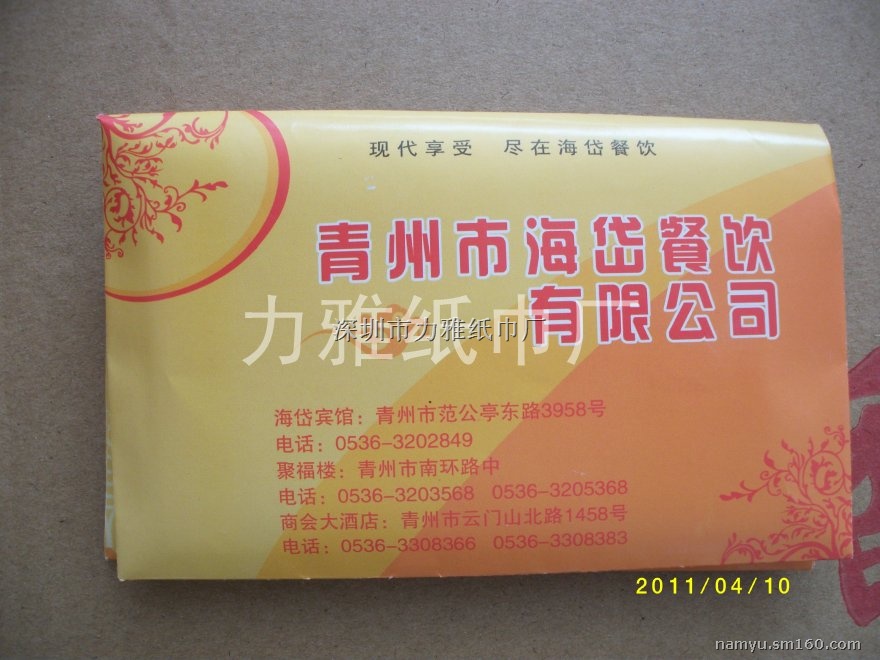 现代享受 尽在海岱餐饮
青州市海岱餐饮
有限公司
力雅纸巾厂
深圳市力雅纸巾厂
海岱宾馆：青州市范公亭东路3958号
电话：0536-3202849
聚福楼：青州市南环路中
电话：0536-3203568 0536-3205368
商会大酒店：青州市云门山北路1458号
电话：0536-3308366 0536-3308383
2011/04/10
namyu.sm160.com